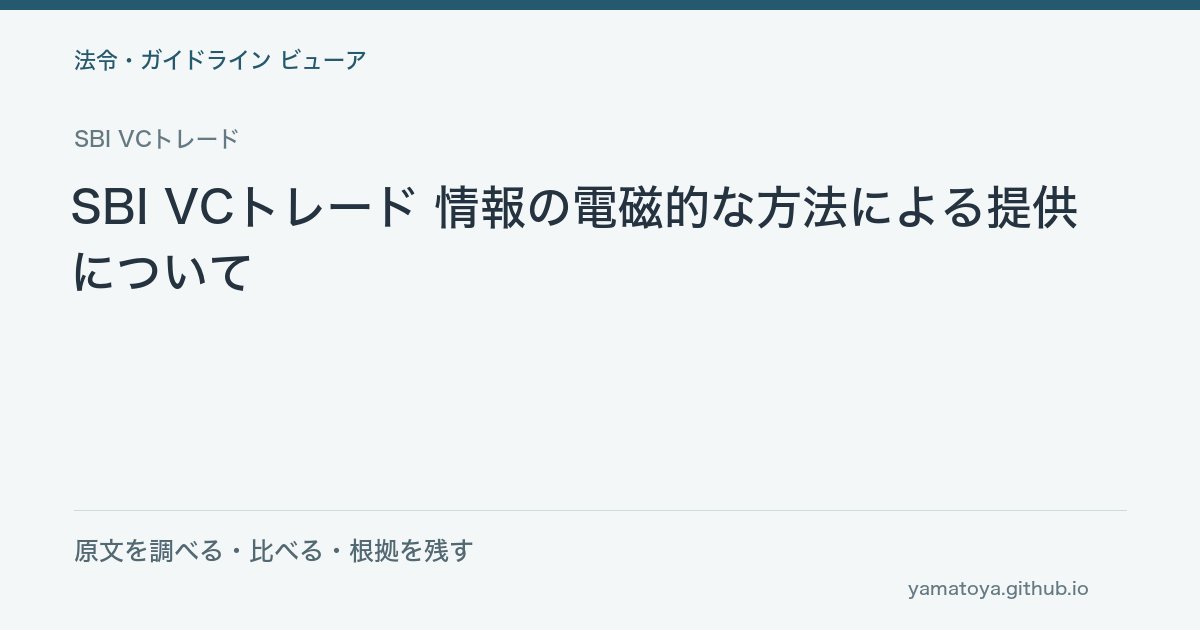 法令・ガイドライン ビューア
SBI VCトレード
SBI VCトレード 情報の電磁的な方法による提供
について
原文を調べる・比べる・根拠を残す
yamatoya.github.io